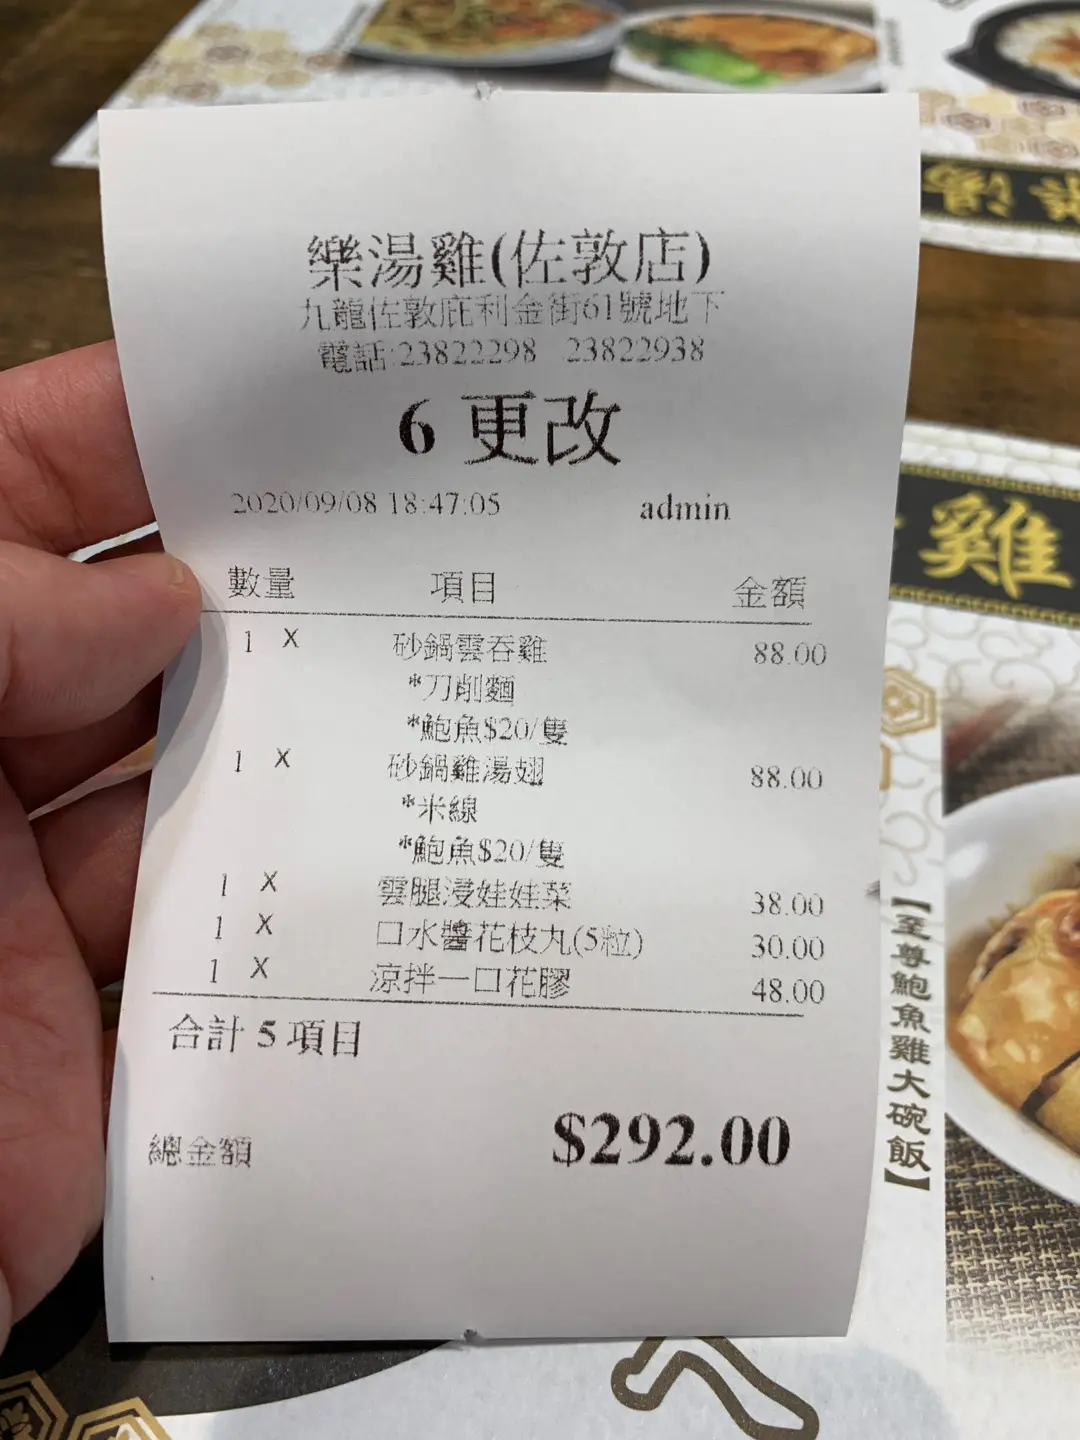 樂湯雞(佐敦店)
九龍佐敦庇利金街61號地下
電話:23822298 23822938
6 更改
2020/09/08 18:47:05 admin
數量 項目 金額
1 X 砂鍋雲吞雞 88.00
*刀削麵
*鮑魚$20/隻
1 X 砂鍋雞湯翅 88.00
*米線
*鮑魚$20/隻
1 X 雲腿浸娃娃菜 38.00
1 X 口水醬花枝丸(5粒) 30.00
1 X 涼拌一口花膠 48.00
合計 5 項目
總金額 $292.00
湯
雞
【至尊鮑魚雞大碗飯】